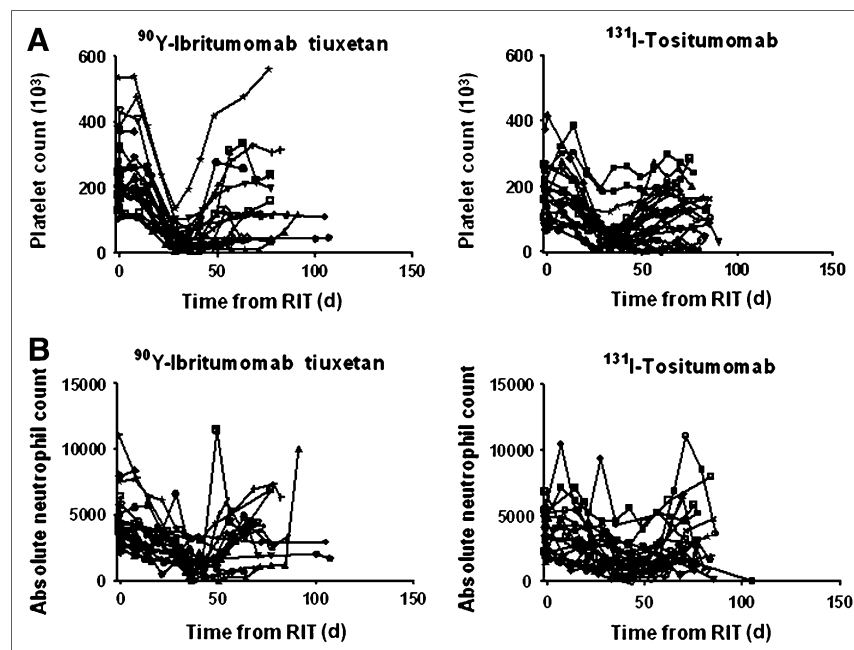 A
⁹⁰Y-Ibritumomab tiuxetan
Platelet count (10³)
600
400
200
0
0 50 100 150
Time from RIT (d)
¹³¹I-Tositumomab
Platelet count (10³)
600
400
200
0
0 50 100 150
Time from RIT (d)
B
⁹⁰Y-Ibritumomab tiuxetan
Absolute neutrophil count
15000
10000
5000
0
0 50 100 150
Time from RIT (d)
¹³¹I-Tositumomab
Absolute neutrophil count
15000
10000
5000
0
0 50 100 150
Time from RIT (d)